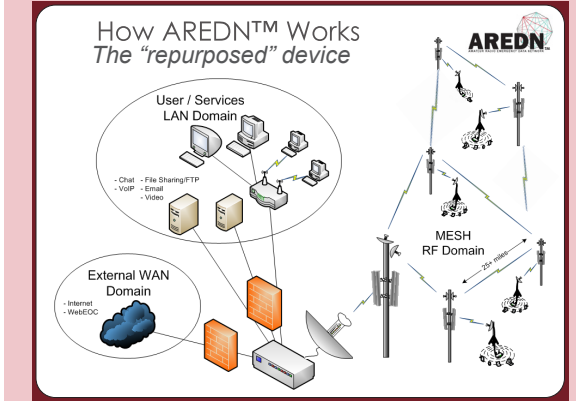 How AREDN™ Works
The “repurposed” device
AREDN™
AMATEUR RADIO EMERGENCY DATA NETWORK
User / Services
LAN Domain
- Chat - File Sharing/FTP
- VoIP - Email
- Video
MESH
RF Domain
25+ miles
External WAN
Domain
- Internet
- WebEOC